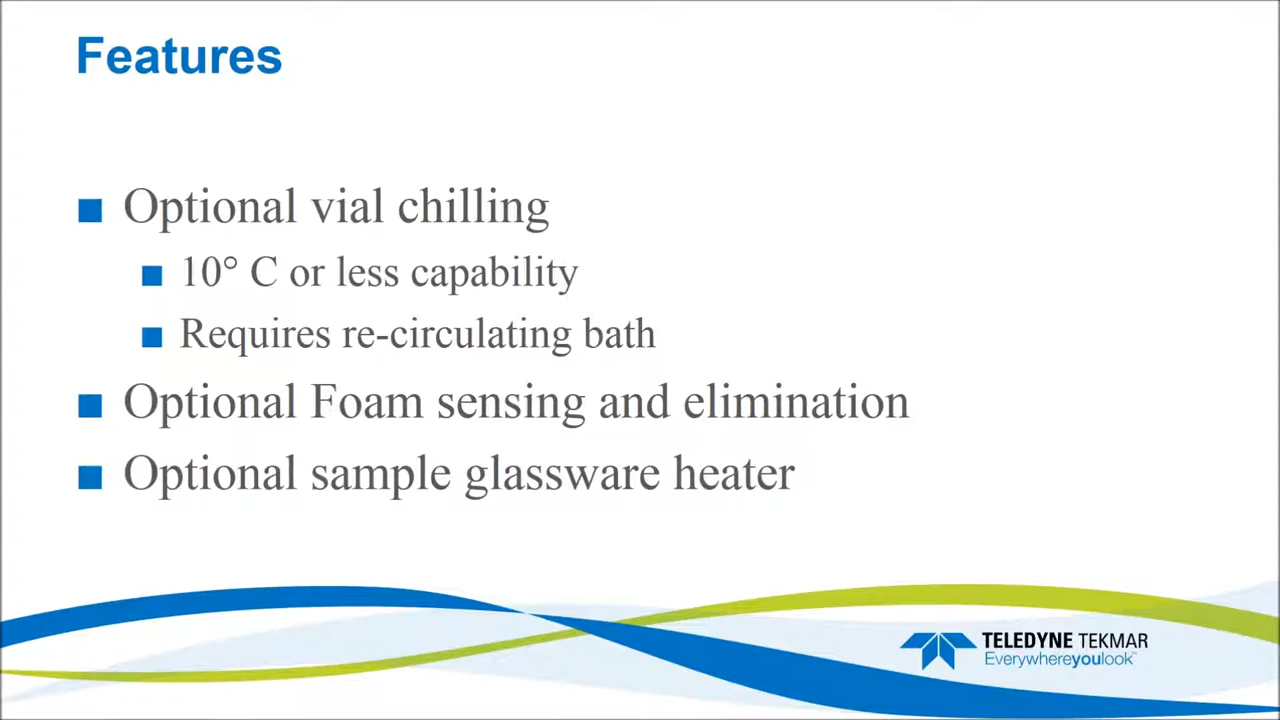 Features
Optional vial chilling
10° C or less capability
Requires re-circulating bath
Optional Foam sensing and elimination
Optional sample glassware heater
TELEDYNE TEKMAR
Everywhereyoulook™